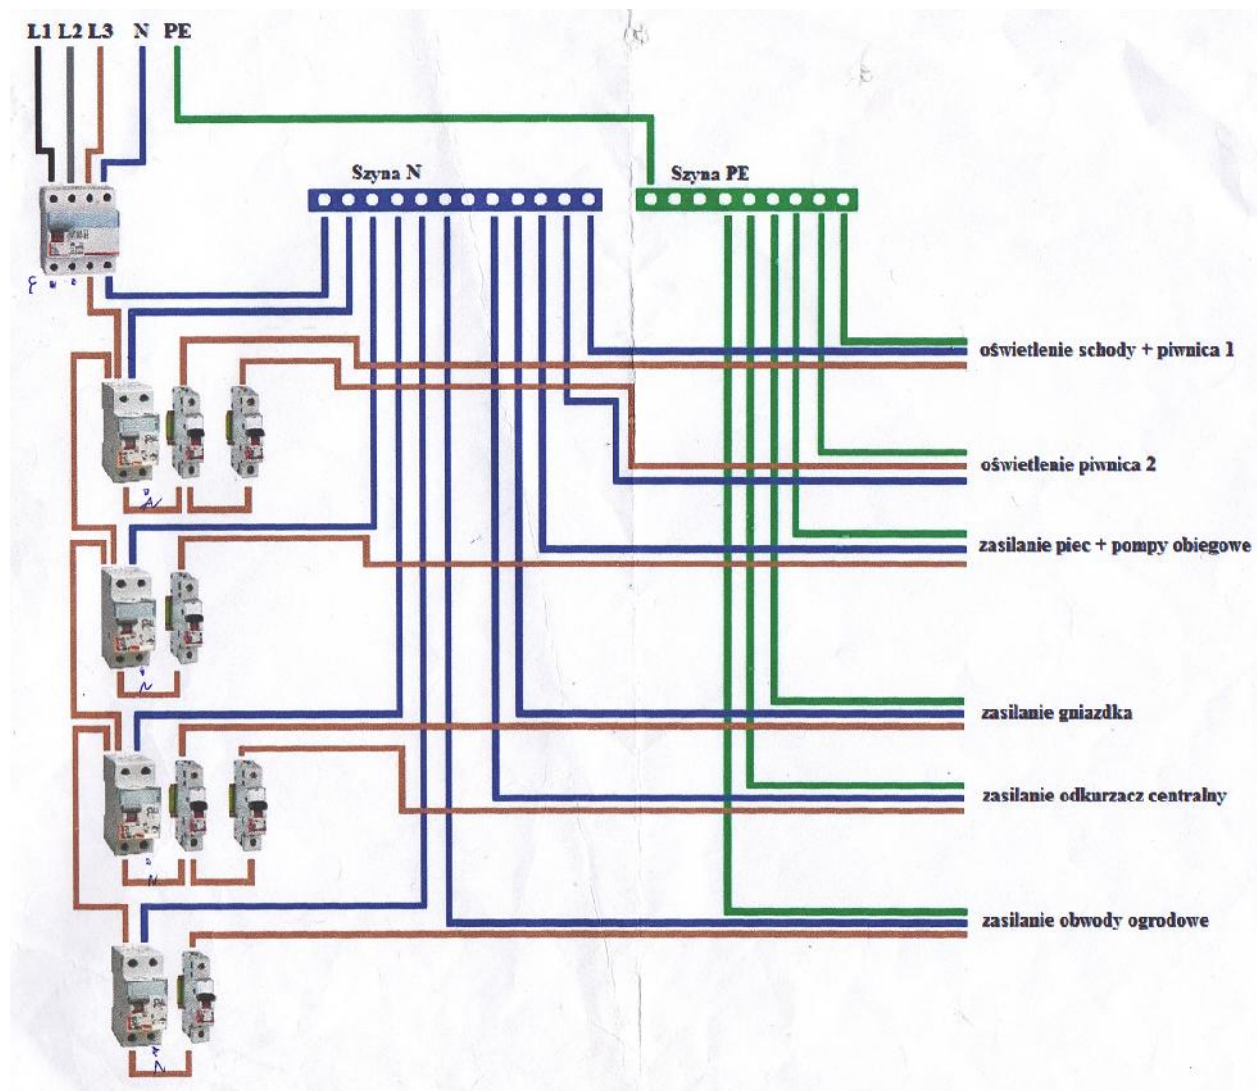 L1 L2 L3 N PE
Szyna N
Szyna PE
oświetlenie schody + piwnica 1
oświetlenie piwnica 2
zasilanie piec + pompy obiegowe
zasilanie gniazdka
zasilanie odkurzacz centralny
zasilanie obwody ogrodowe